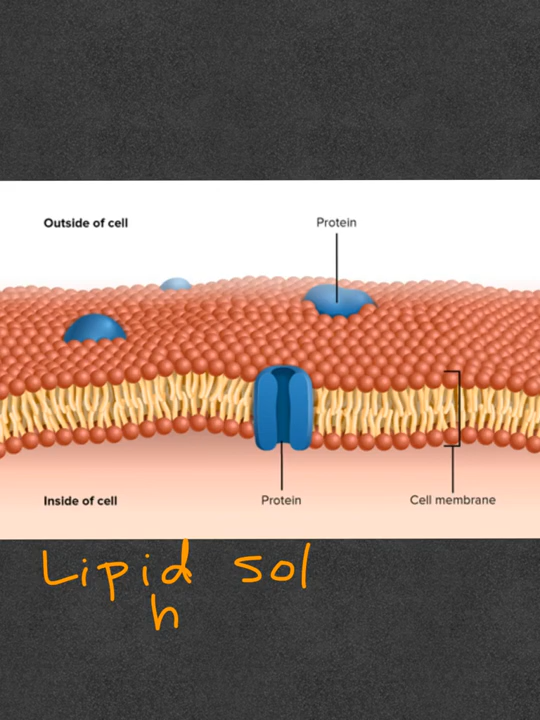 Outside of cell
Protein
Inside of cell
Protein
Cell membrane
Lipid sol
h